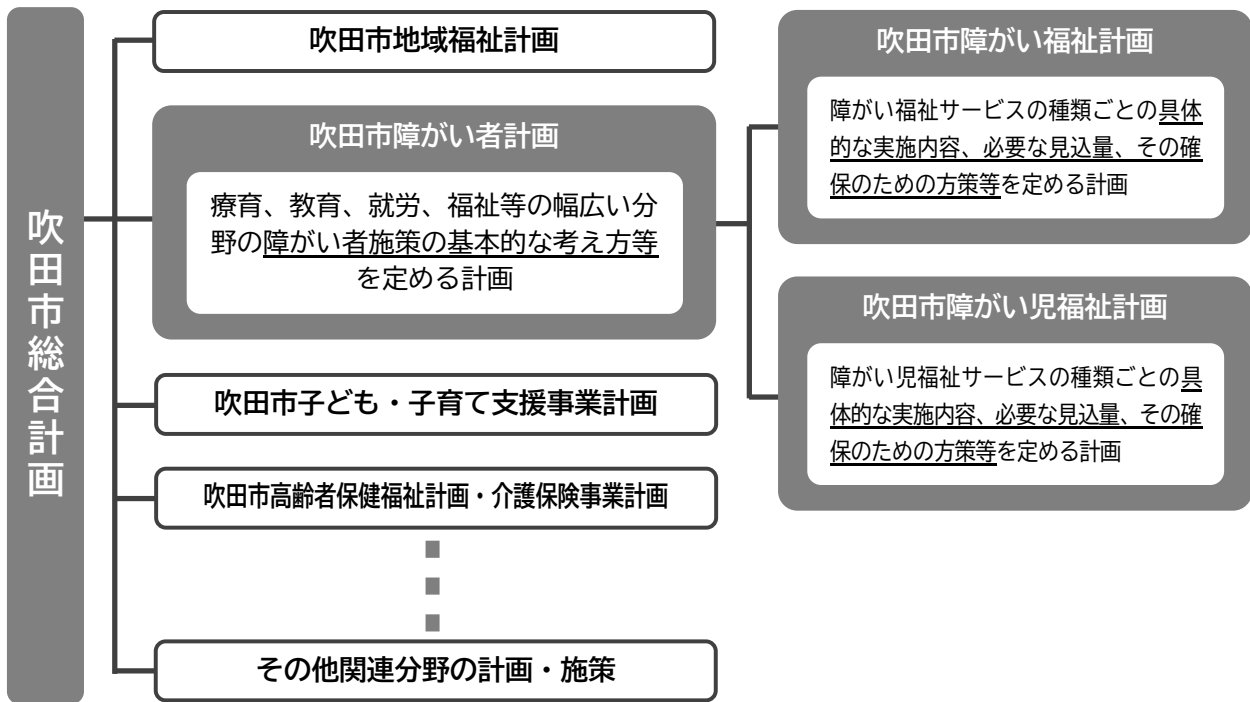 吹田市総合計画
吹田市地域福祉計画
吹田市障がい者計画
療育、教育、就労、福祉等の幅広い分
野の障がい者施策の基本的な考え方等
を定める計画
吹田市子ども・子育て支援事業計画
吹田市高齢者保健福祉計画・介護保険事業計画
その他関連分野の計画・施策
吹田市障がい福祉計画
障がい福祉サービスの種類ごとの具体
的な実施内容、必要な見込量、その確
保のための方策等を定める計画
吹田市障がい児福祉計画
障がい児福祉サービスの種類ごとの具
体的な実施内容、必要な見込量、その確
保のための方策等を定める計画